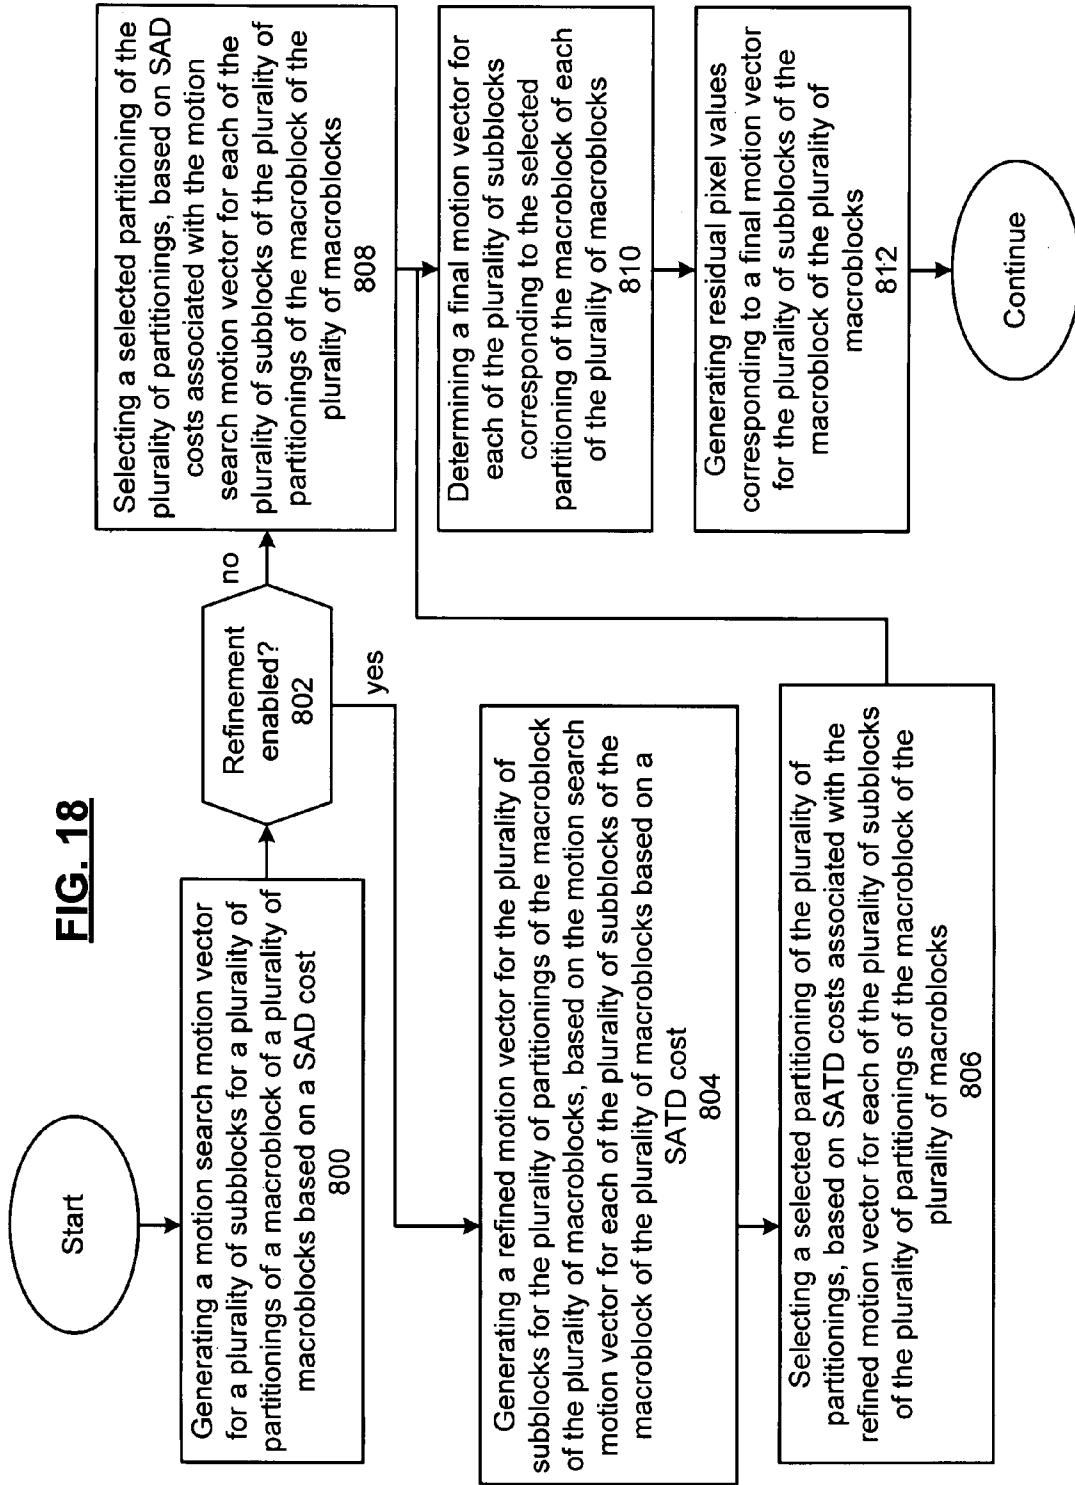 FIG. 18
Start
Generating a motion search motion vector
for a plurality of subblocks for a plurality of
partitionings of a macroblock of a plurality of
macroblocks based on a SAD cost
800
Refinement
enabled?
802
no
yes
Generating a refined motion vector for the plurality of
subblocks for the plurality of partitionings of the macroblock
of the plurality of macroblocks, based on the motion search
motion vector for each of the plurality of subblocks of the
macroblock of the plurality of macroblocks based on a
SATD cost
804
Selecting a selected partitioning of the plurality of
partitionings, based on SATD costs associated with the
refined motion vector for each of the plurality of subblocks
of the plurality of partitionings of the macroblock of the
plurality of macroblocks
806
Selecting a selected partitioning of the
plurality of partitionings, based on SAD
costs associated with the motion
search motion vector for each of the
plurality of subblocks of the plurality of
partitionings of the macroblock of the
plurality of macroblocks
808
Determining a final motion vector for
each of the plurality of subblocks
corresponding to the selected
partitioning of the macroblock of each
of the plurality of macroblocks
810
Generating residual pixel values
corresponding to a final motion vector
for the plurality of subblocks of the
macroblock of the plurality of
macroblocks
812
Continue